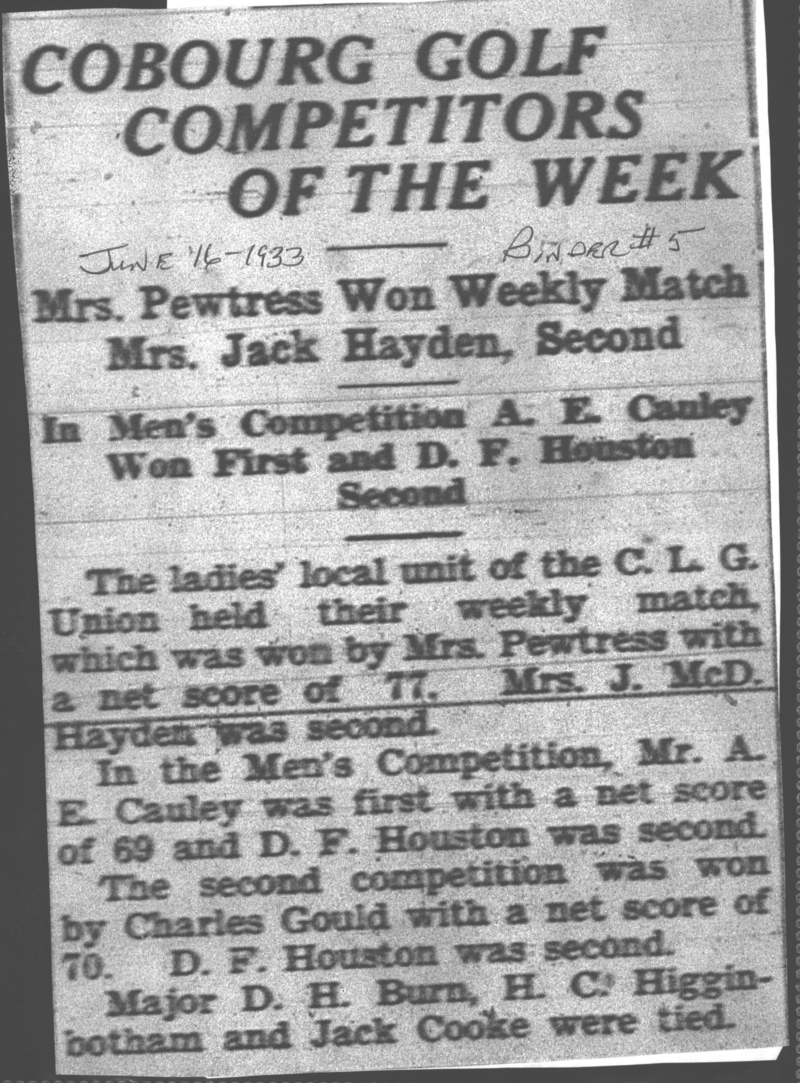 COBOURG GOLF
COMPETITORS
OF THE WEEK
JUNE 16-1933
BINDER #5
Mrs. Pewtress Won Weekly Match
Mrs. Jack Hayden, Second
In Men's Competition A. E. Cauley
Won First and D. F. Houston
Second
The ladies' local unit of the C. L. G.
Union held their weekly match,
which was won by Mrs. Pewtress with
a net score of 77. Mrs. J. McD.
Hayden was second.
In the Men's Competition, Mr. A.
E. Cauley was first with a net score
of 69 and D. F. Houston was second.
The second competition was won
by Charles Gould with a net score of
70. D. F. Houston was second.
Major D. H. Burn, H. C. Higgin-
botham and Jack Cooke were tied.